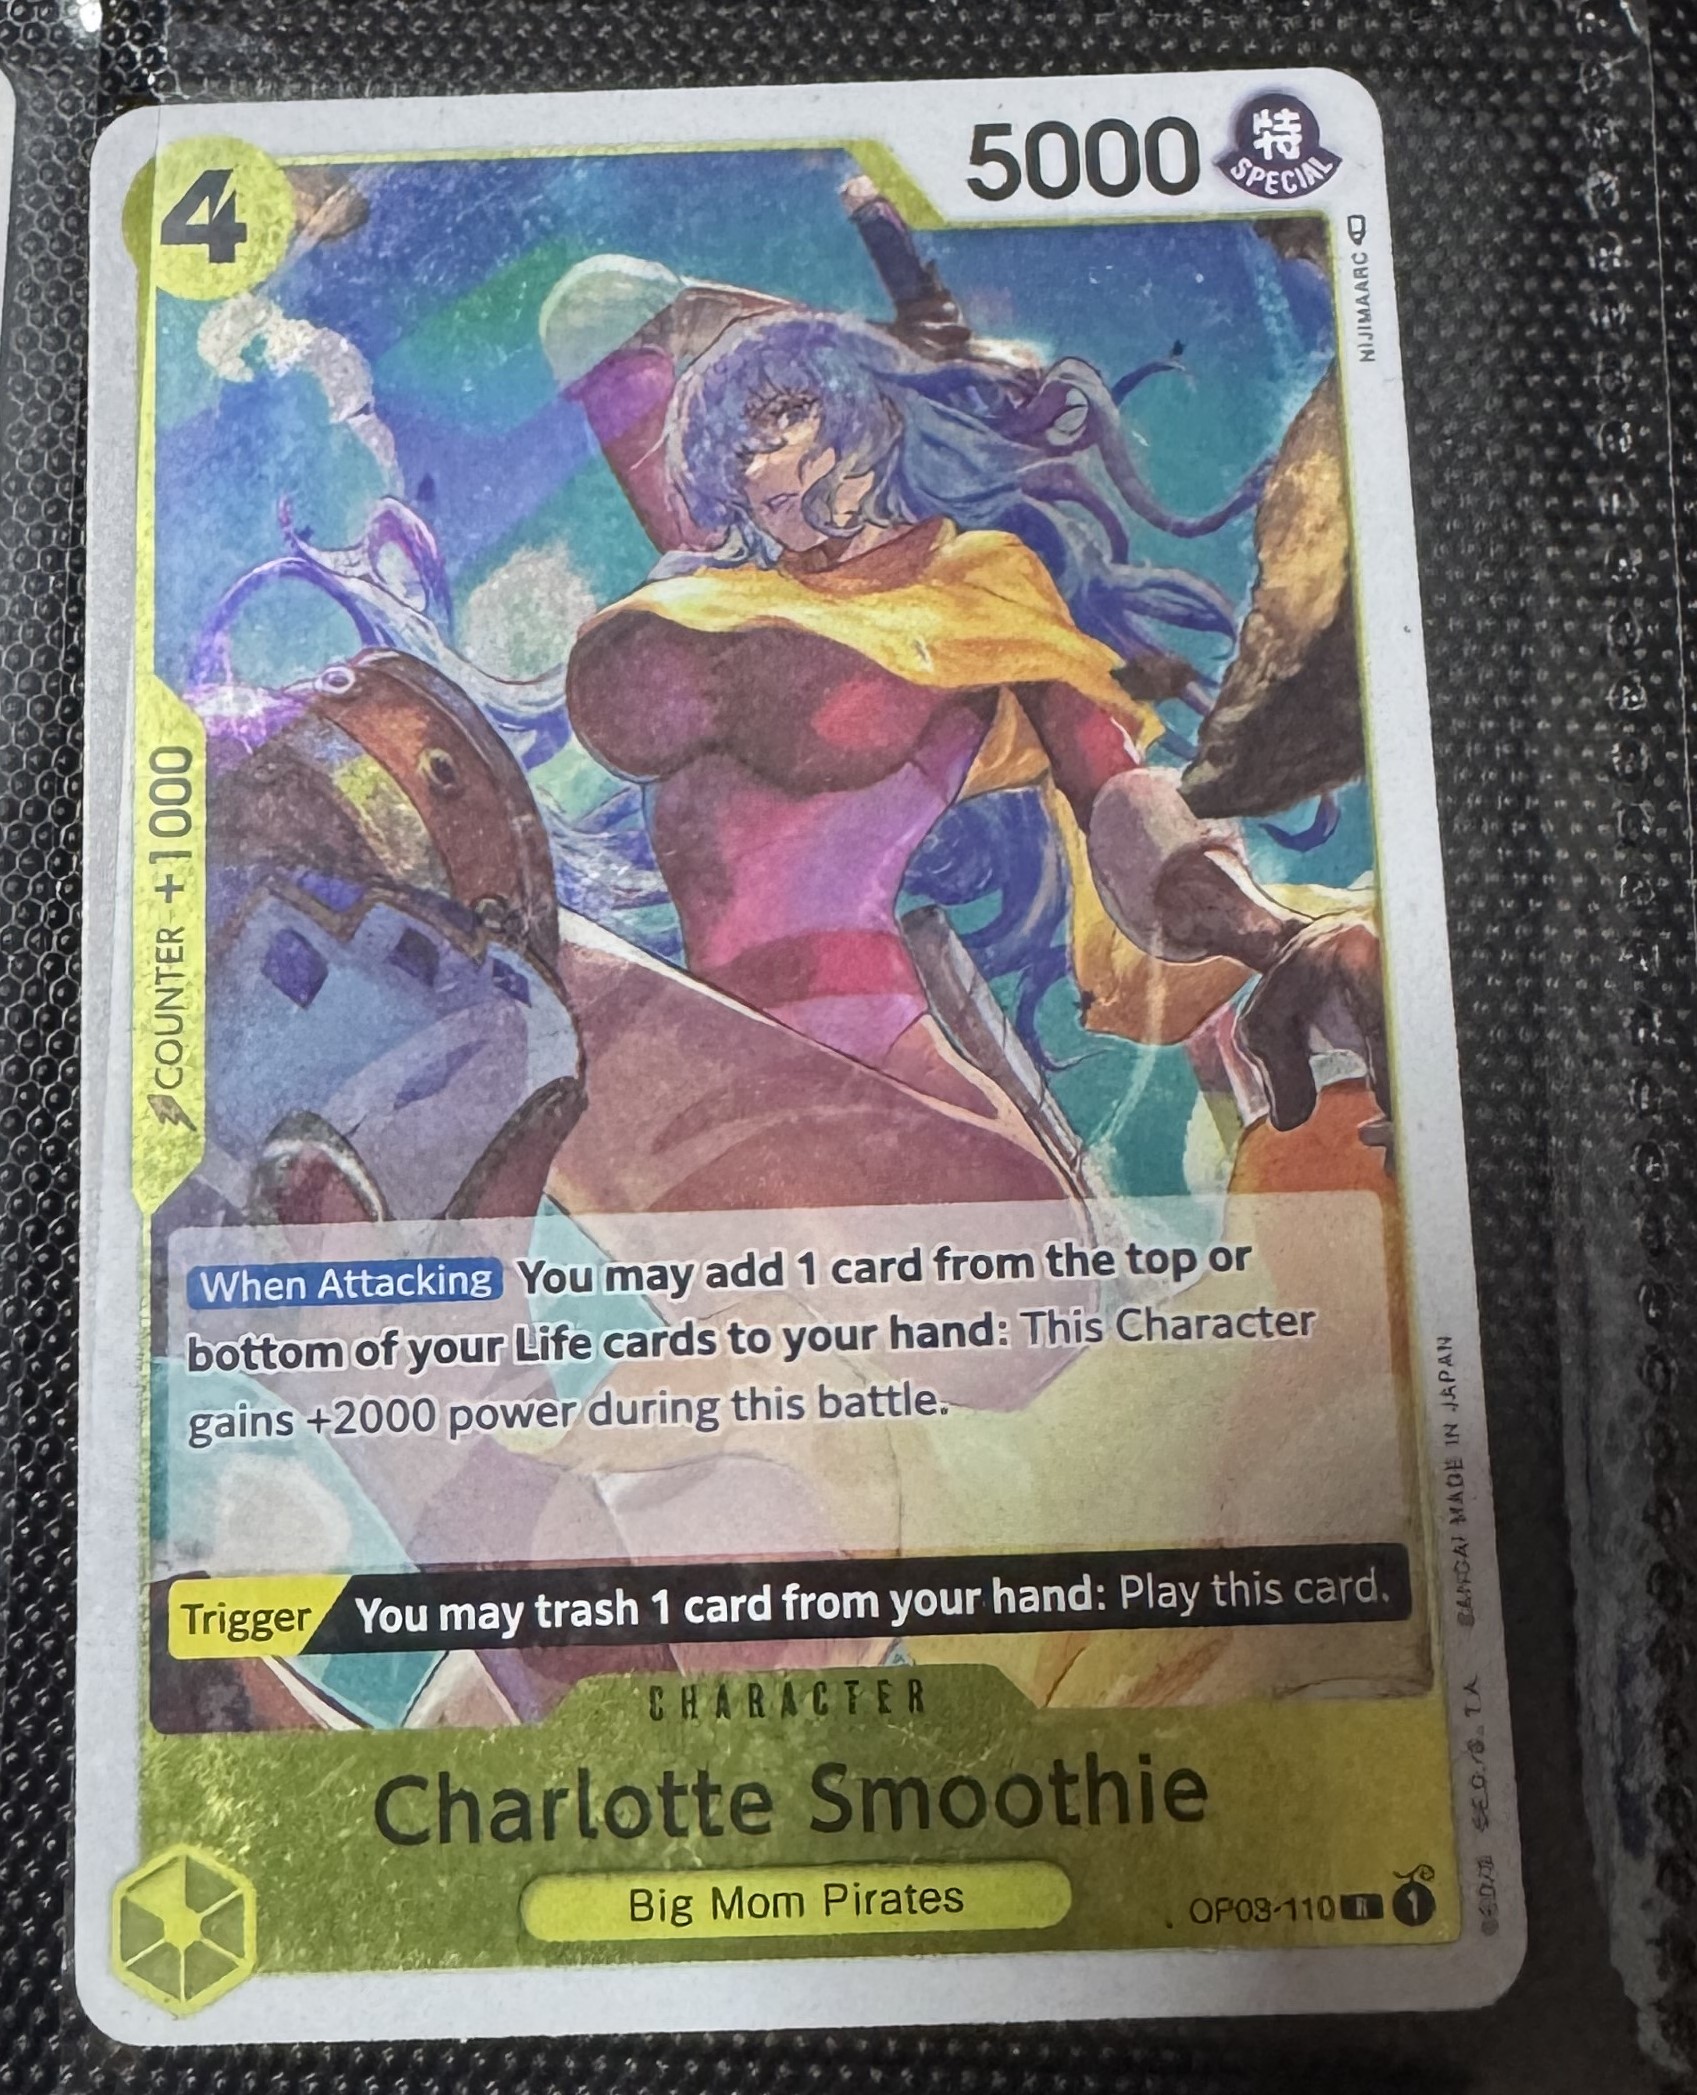 4
5000
特
SPECIAL
NIJIMAARC
COUNTER +1000
When Attacking You may add 1 card from the top or
bottom of your Life cards to your hand: This Character
gains +2000 power during this battle.
Trigger You may trash 1 card from your hand: Play this card.
CHARACTER
Charlotte Smoothie
Big Mom Pirates
OP03-110 R 1
MADE IN JAPAN